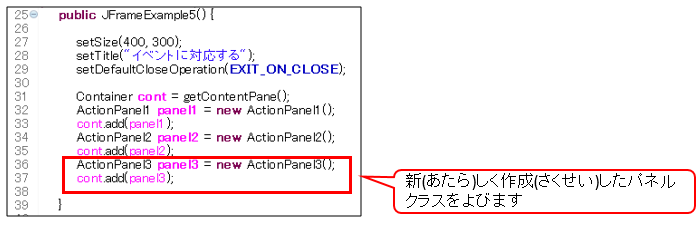 25 public JFrameExample5() {
26
27 setSize(400, 300);
28 setTitle("イベントに対応する");
29 setDefaultCloseOperation(EXIT_ON_CLOSE);
30
31 Container cont = getContentPane();
32 ActionPanel1 panel1 = new ActionPanel1();
33 cont.add(panel1);
34 ActionPanel2 panel2 = new ActionPanel2();
35 cont.add(panel2);
36 ActionPanel3 panel3 = new ActionPanel3();
37 cont.add(panel3);
38
39 }
新(あたら)しく作成(さくせい)したパネル
クラスをよびます